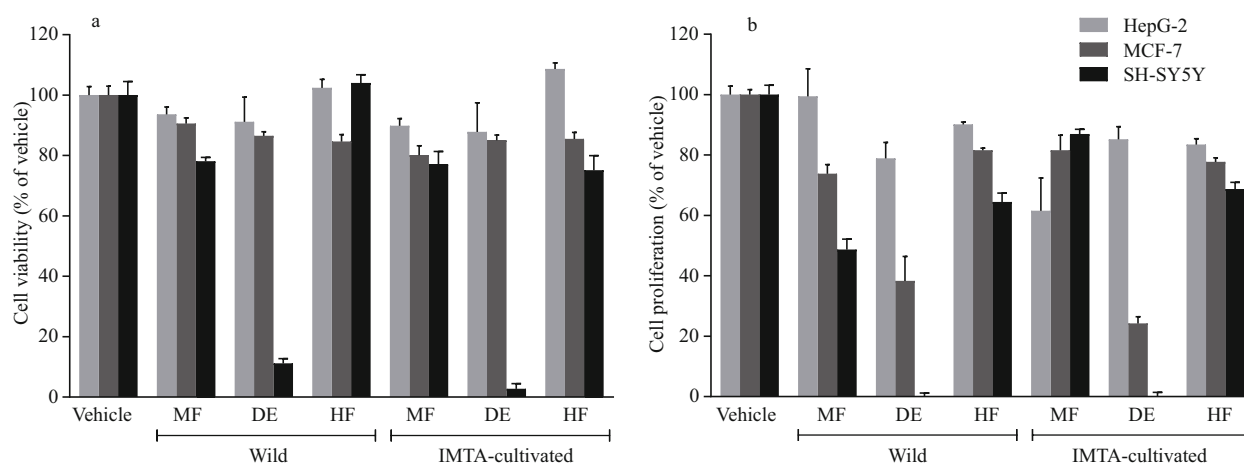 a
120
100
80
60
40
20
0
Cell viability (% of vehicle)
Vehicle MF DE HF MF DE HF
Wild IMTA-cultivated
b
HepG-2
MCF-7
SH-SY5Y
120
100
80
60
40
20
0
Cell proliferation (% of vehicle)
Vehicle MF DE HF MF DE HF
Wild IMTA-cultivated